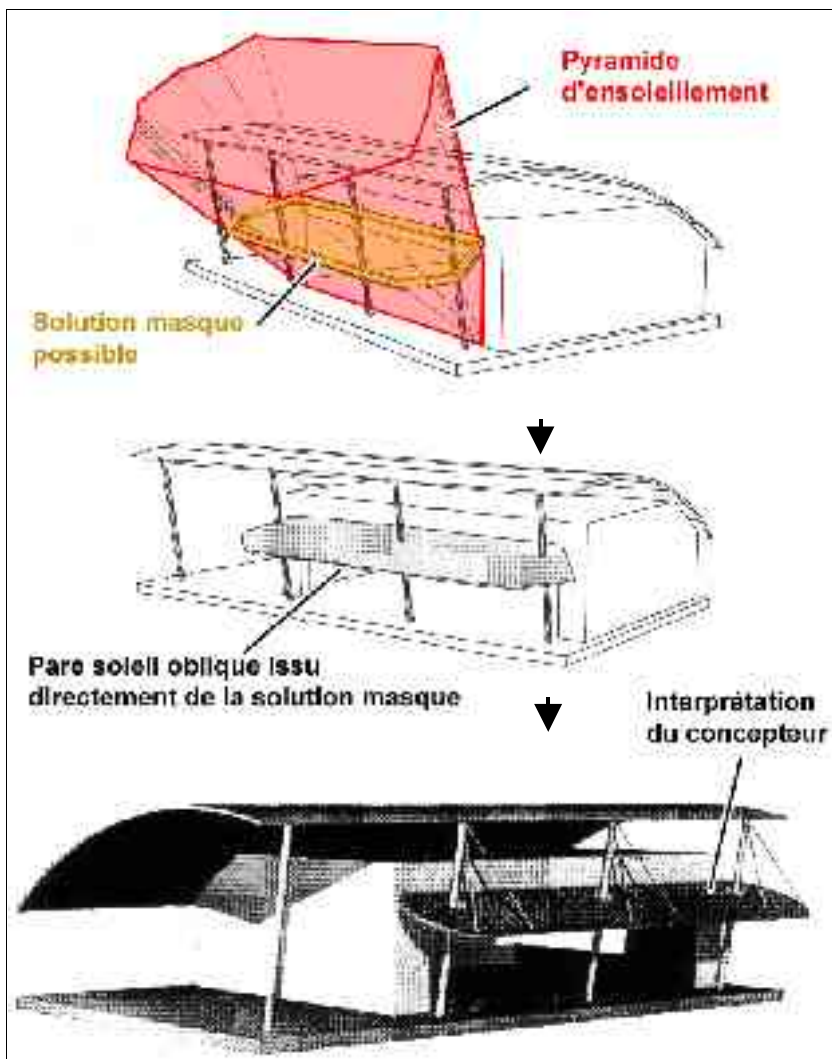 Pyramide
d'ensoleillement
Solution masque
possible
Pare soleil oblique issu
directement de la solution masque
Interprétation
du concepteur